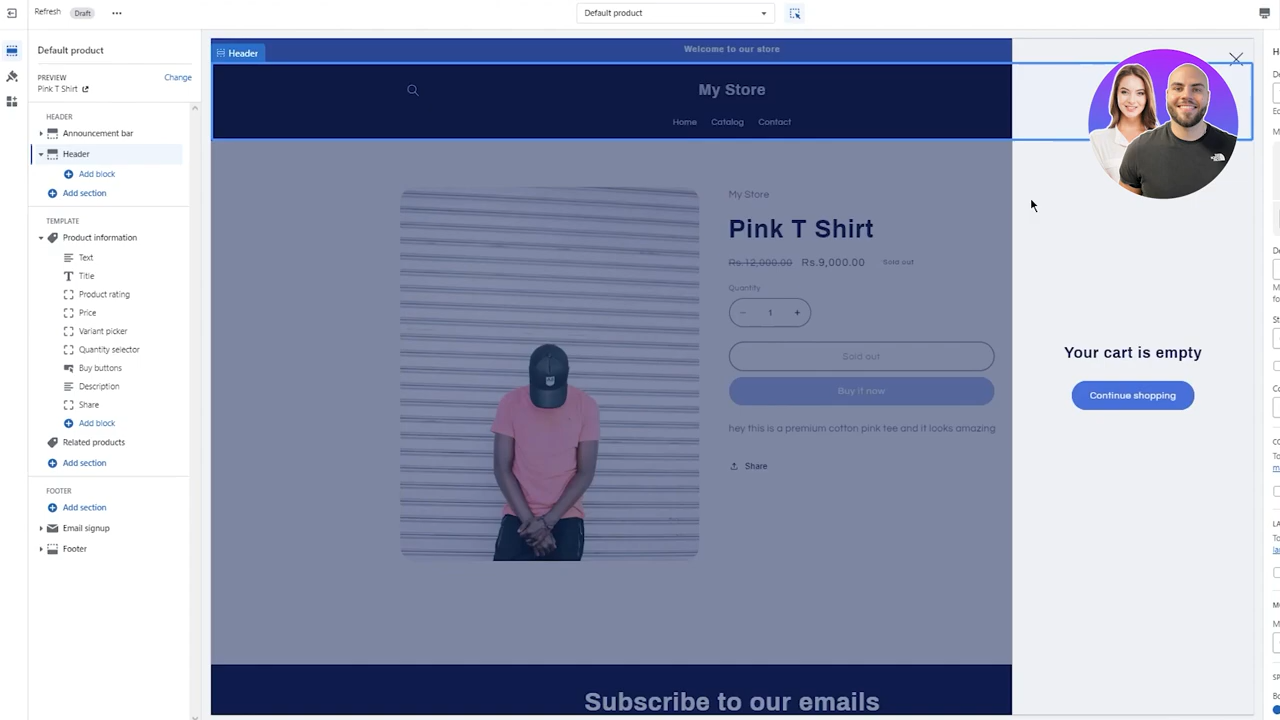 Refresh
Draft
Default product
Default product
PREVIEW
Change
Pink T Shirt
HEADER
Announcement bar
Header
Add block
Add section
TEMPLATE
Product information
Text
Title
Product rating
Price
Variant picker
Quantity selector
Buy buttons
Description
Share
Add block
Related products
Add section
FOOTER
Add section
Email signup
Footer
Header
Welcome to our store
My Store
Home Catalog Contact
My Store
Pink T Shirt
Rs.12,000.00 Rs.9,000.00 Sold out
Quantity
1
Sold out
Buy it now
hey this is a premium cotton pink tee and it looks amazing
Share
Subscribe to our emails
Your cart is empty
Continue shopping